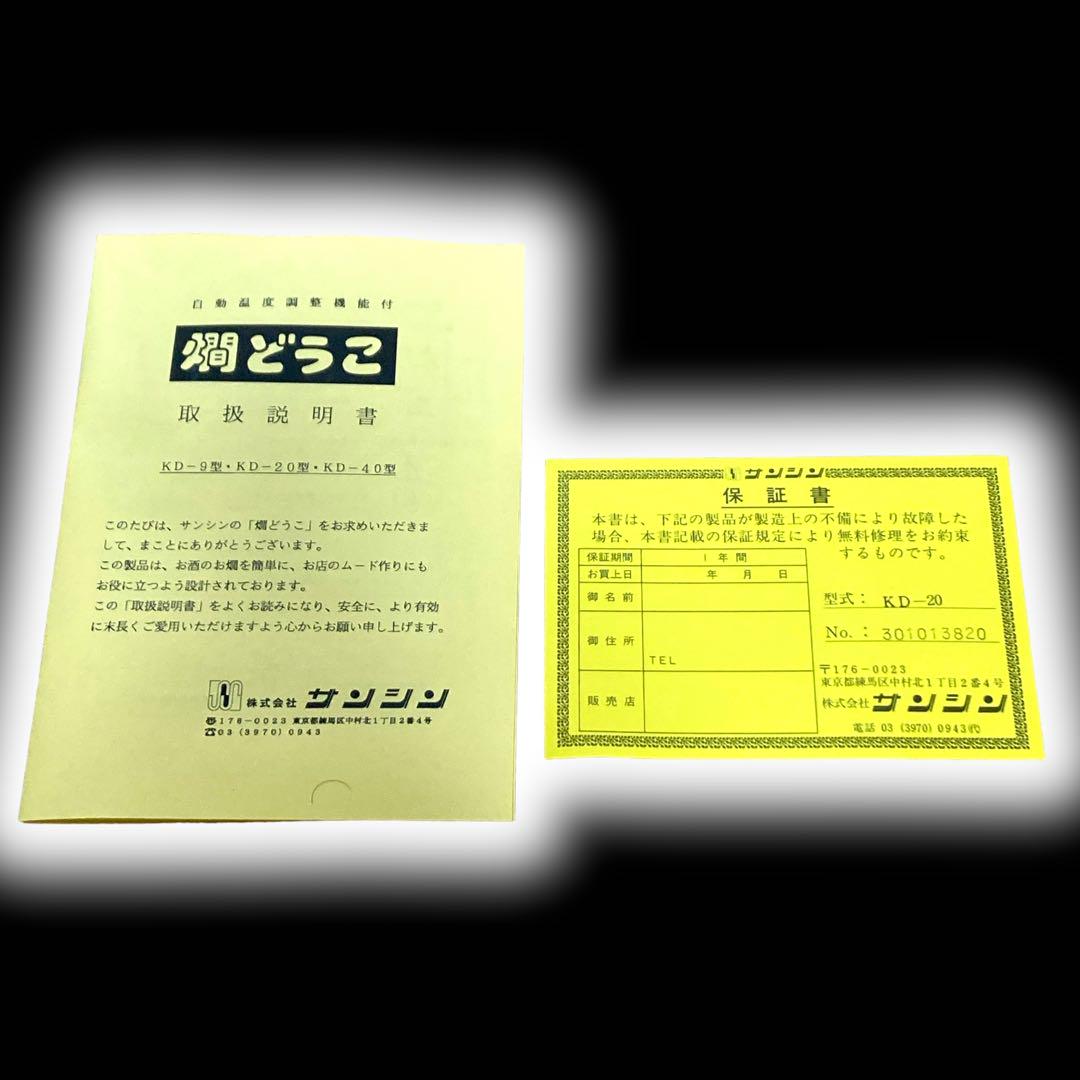 自動温度調整機能付
燗どうこ
取扱説明書
KD-9型・KD-20型・KD-40型
このたびは、サンシンの「燗どうこ」をお求めいただきま
して、まことにありがとうございます。
この製品は、お酒のお燗を簡単に、お店のムード作りにも
お役に立つよう設計されております。
この「取扱説明書」をよくお読みになり、安全に、より有効
に末長くご愛用いただけますよう心からお願い申し上げます。
株式会社 サンシン
〒176-0023 東京都練馬区中村北1丁目2番4号
☎03(3970)0943
サンシン
保証書
本書は、下記の製品が製造上の不備により故障した
場合、本書記載の保証規定により無料修理をお約束
するものです。
保証期間 1年間
お買上日 年 月 日
御名前
御住所
TEL
販売店
型式: KD-20
No.: 301013820
〒176-0023
東京都練馬区中村北1丁目2番4号
株式会社 サンシン
電話 03 (3970) 0943代